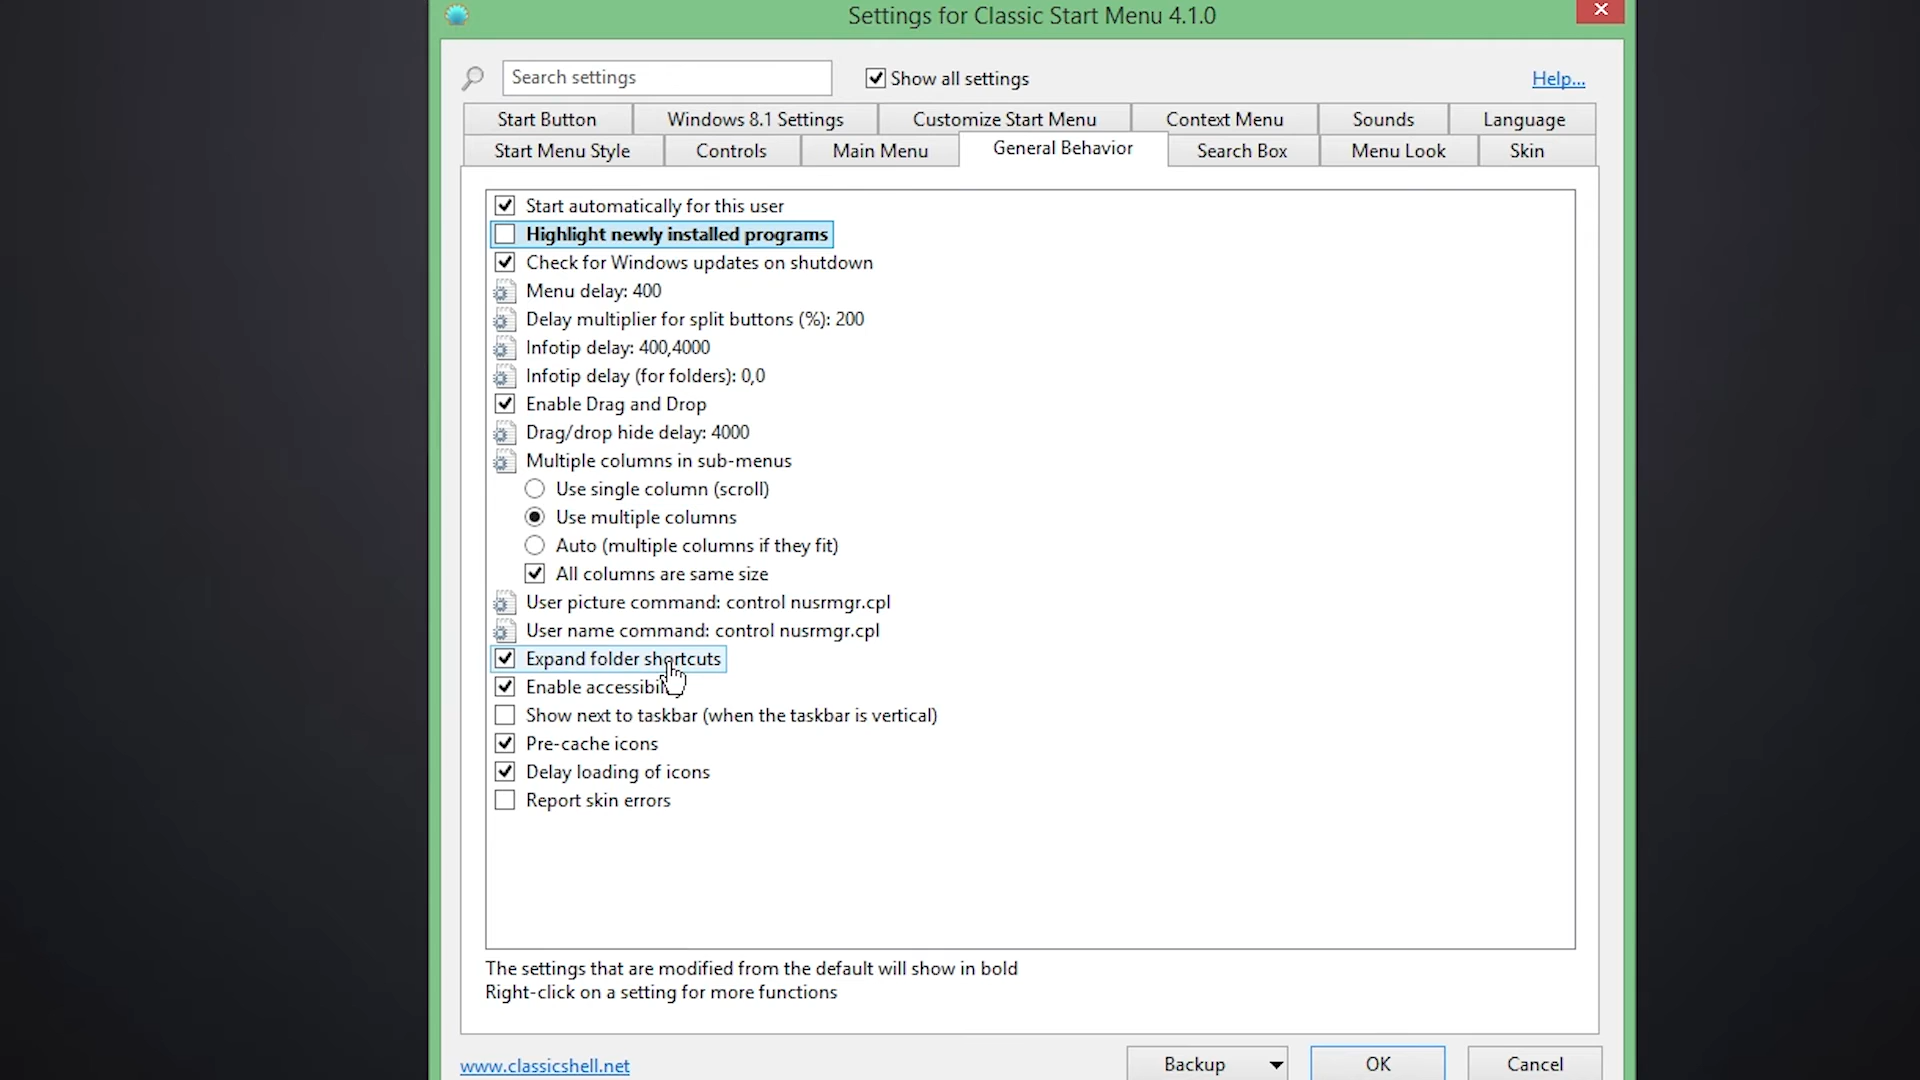 Settings for Classic Start Menu 4.1.0
Search settings
Show all settings
Help...
Start Button
Windows 8.1 Settings
Customize Start Menu
Context Menu
Sounds
Language
Start Menu Style
Controls
Main Menu
General Behavior
Search Box
Menu Look
Skin
Start automatically for this user
Highlight newly installed programs
Check for Windows updates on shutdown
Menu delay: 400
Delay multiplier for split buttons (%): 200
Infotip delay: 400,4000
Infotip delay (for folders): 0,0
Enable Drag and Drop
Drag/drop hide delay: 4000
Multiple columns in sub-menus
Use single column (scroll)
Use multiple columns
Auto (multiple columns if they fit)
All columns are same size
User picture command: control nusrmgr.cpl
User name command: control nusrmgr.cpl
Expand folder shortcuts
Enable
Show next to taskbar (when the taskbar is vertical)
Pre-cache icons
Delay loading of icons
Report skin errors
The settings that are modified from the default will show in bold
Right-click on a setting for more functions
www.classicshell.net
Backup
OK
Cancel